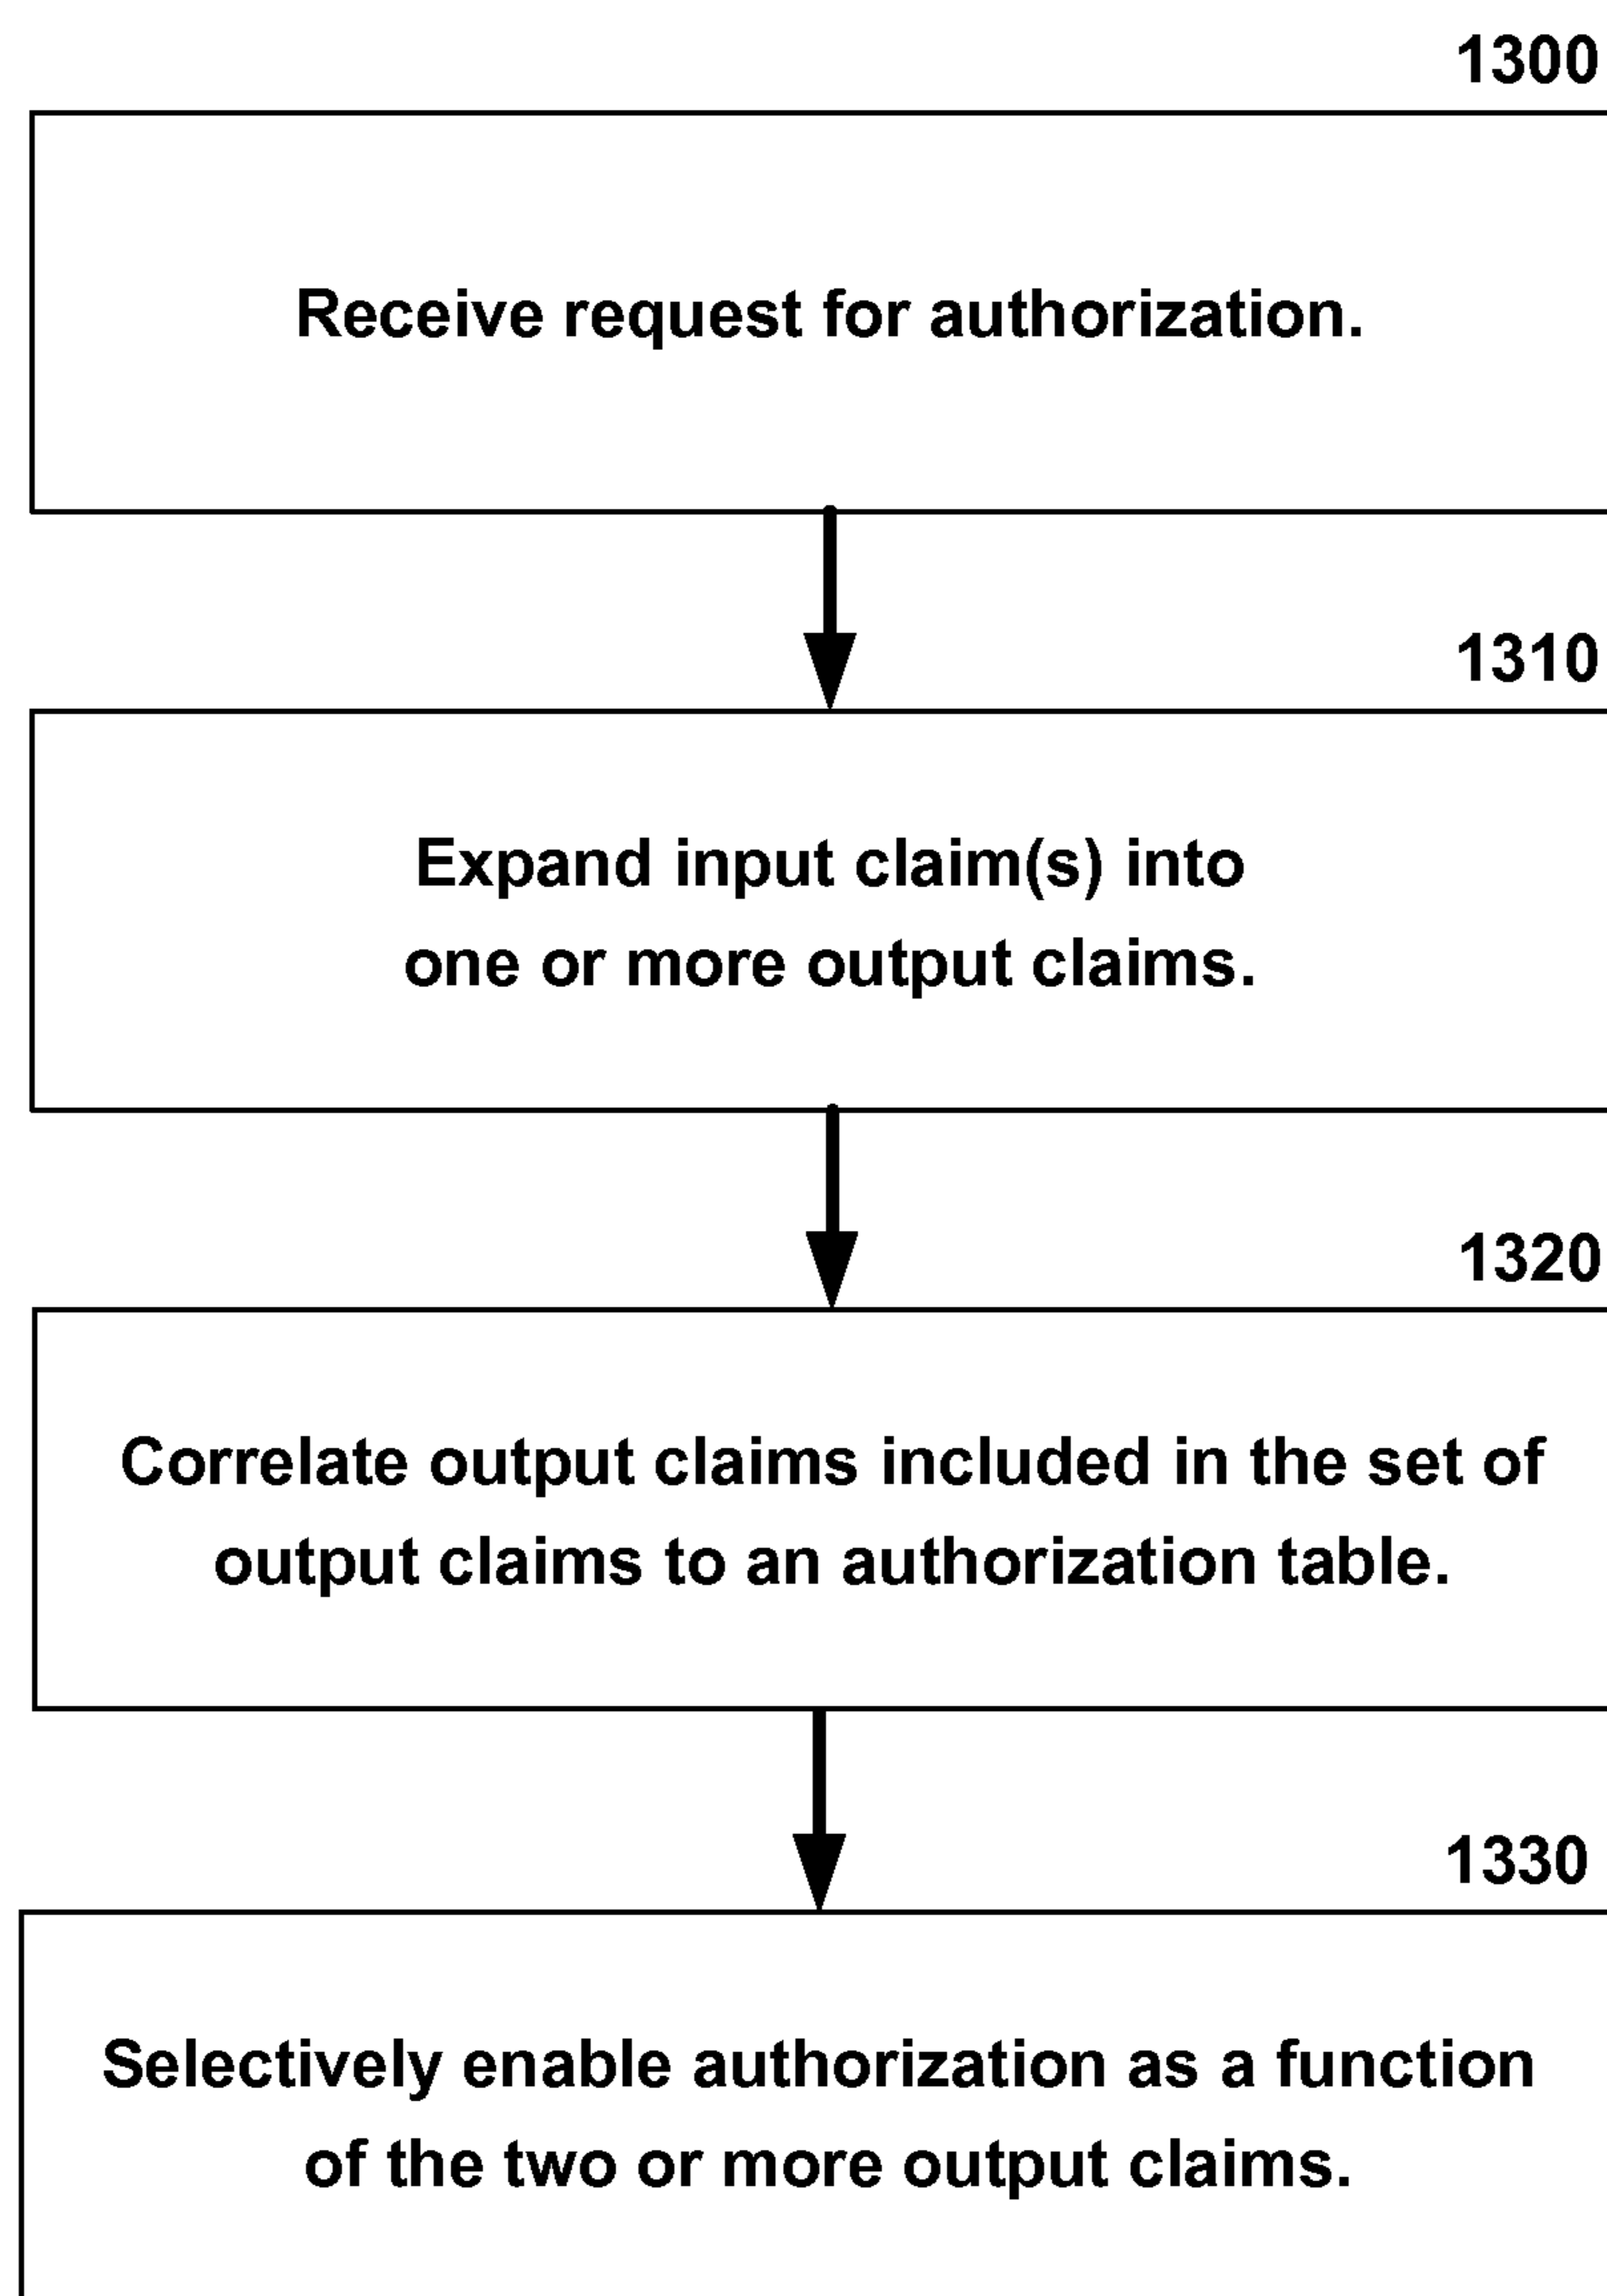 1300
Receive request for authorization.
1310
Expand input claim(s) into
one or more output claims.
1320
Correlate output claims included in the set of
output claims to an authorization table.
1330
Selectively enable authorization as a function
of the two or more output claims.